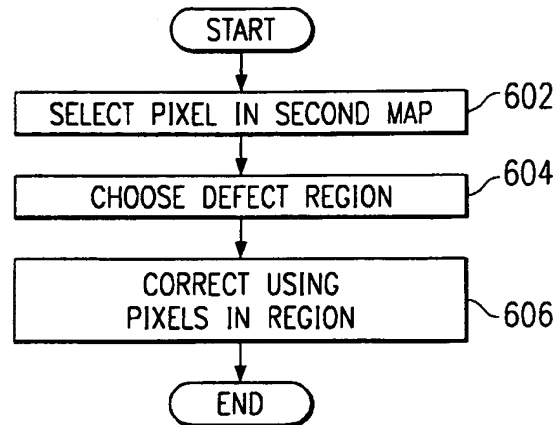 START
SELECT PIXEL IN SECOND MAP
602
CHOOSE DEFECT REGION
604
CORRECT USING
PIXELS IN REGION
606
END